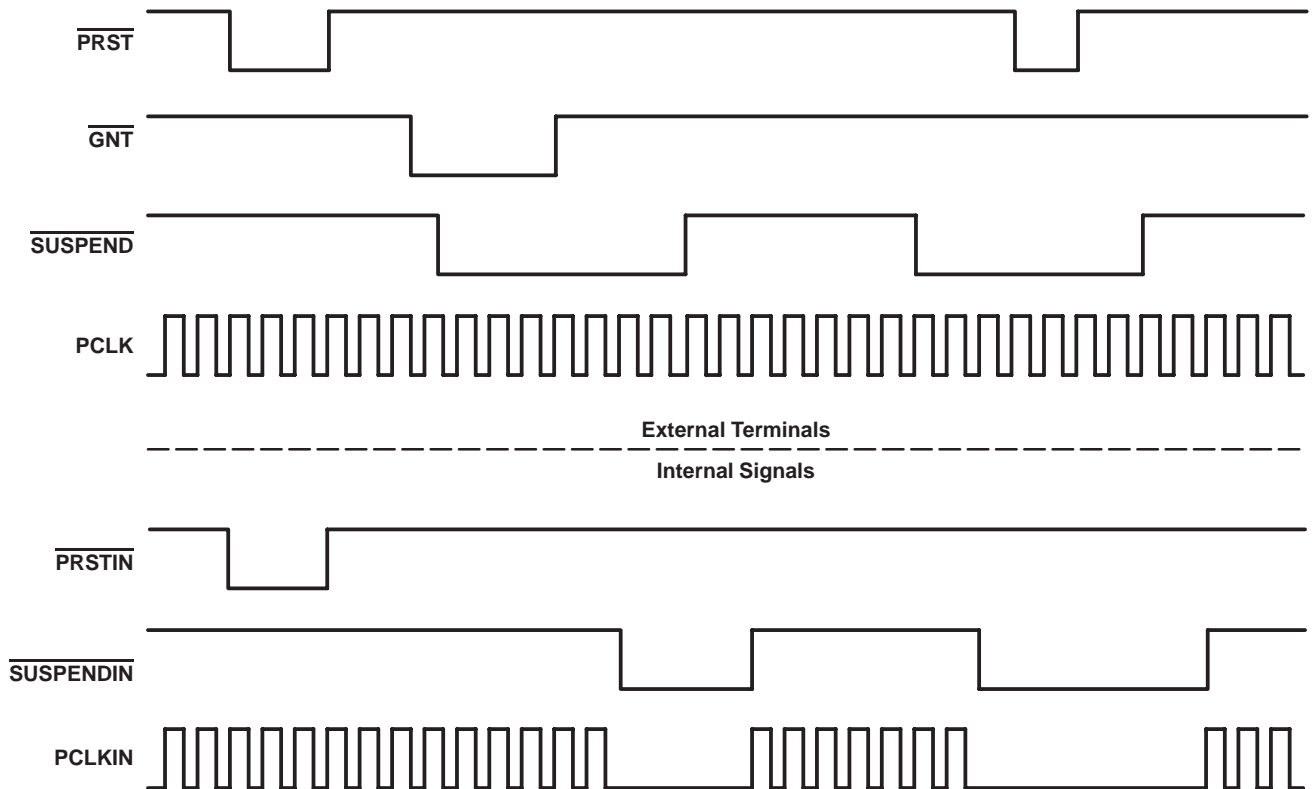 PRST
GNT
SUSPEND
PCLK
External Terminals
Internal Signals
PRSTIN
SUSPENDIN
PCLKIN